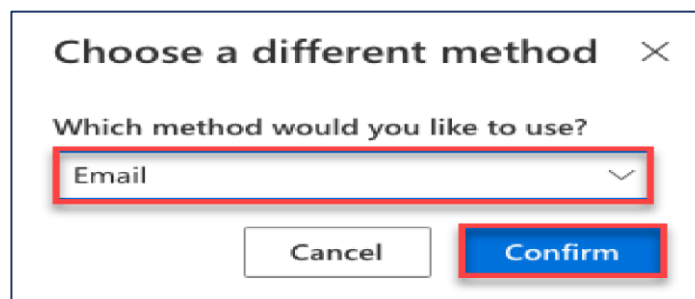 Choose a different method
Which method would you like to use?
Email
Cancel
Confirm